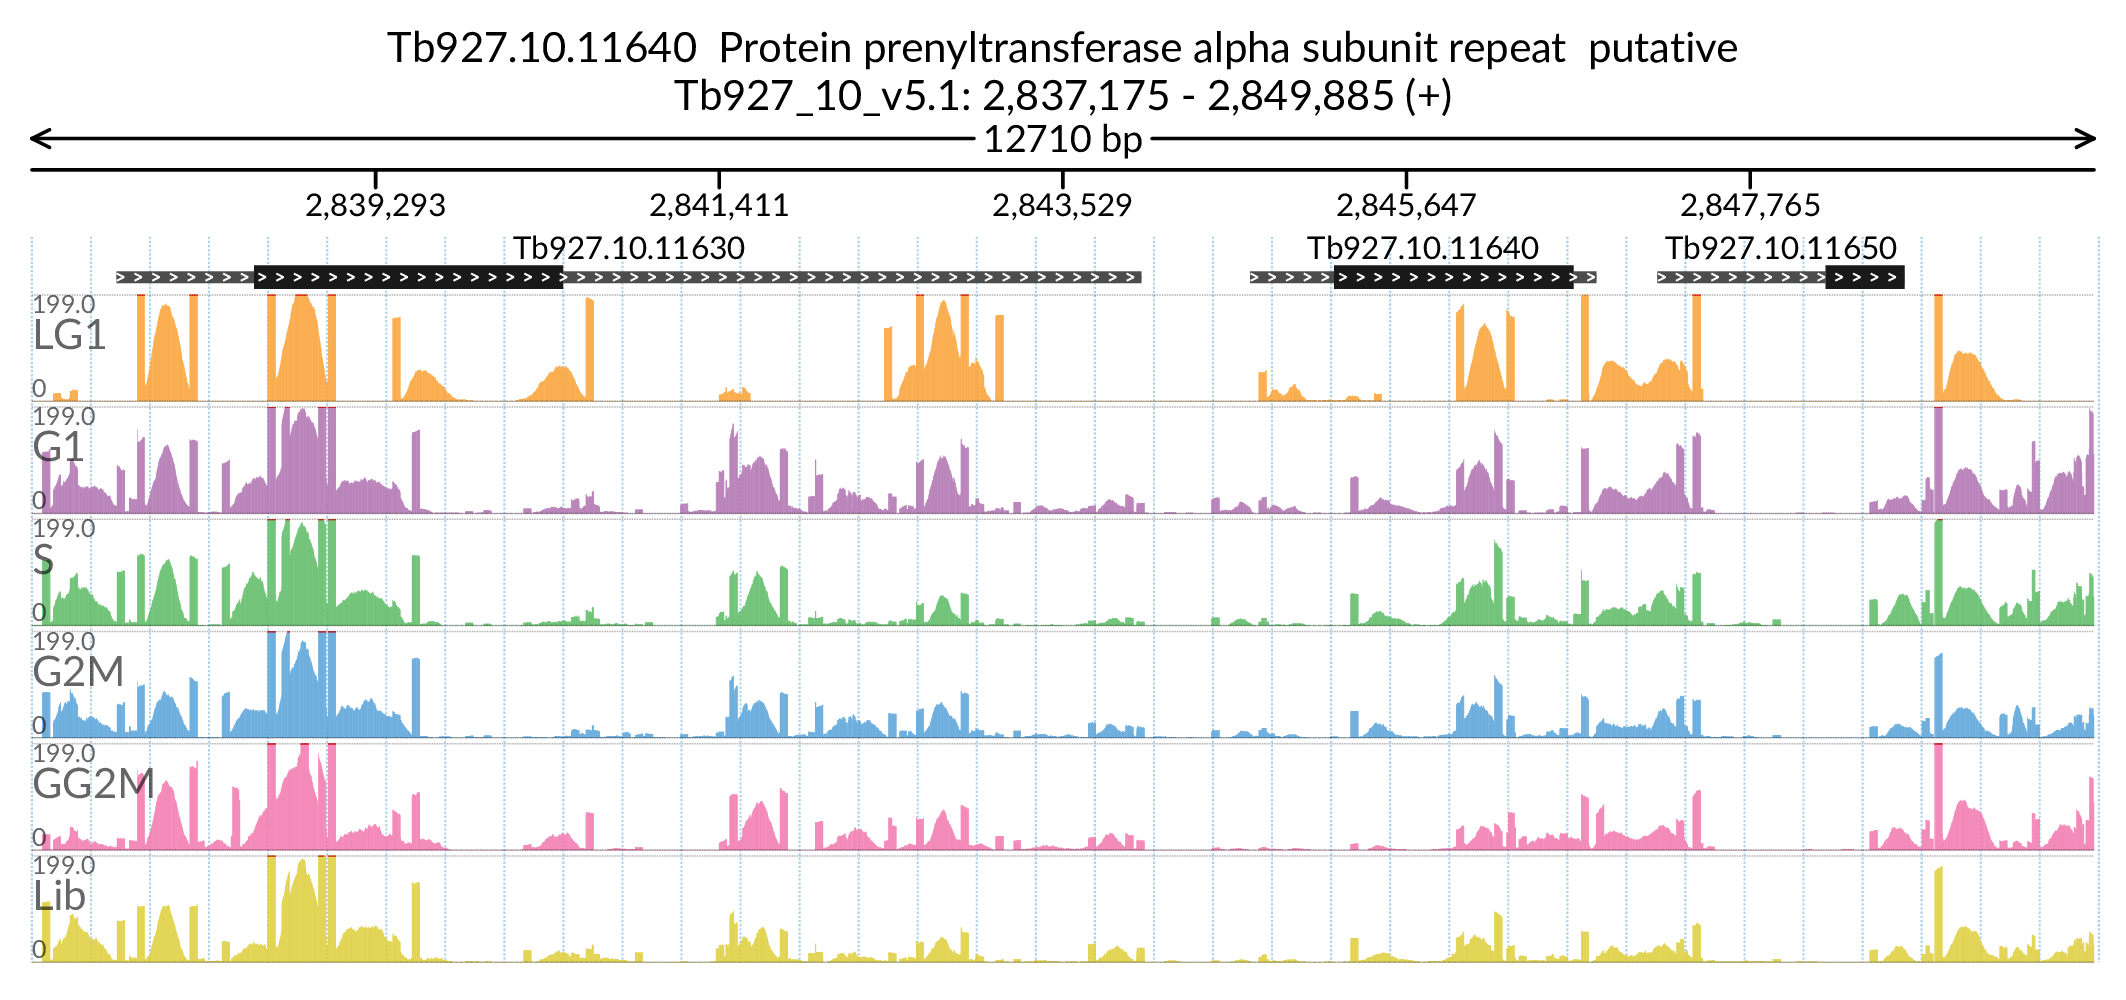 Tb927.10.11640  Protein prenyltransferase alpha subunit repeat  putative
Tb927_10_v5.1: 2,837,175 - 2,849,885 (+)
12710 bp
2,839,293 2,841,411 2,843,529 2,845,647 2,847,765
Tb927.10.11630 Tb927.10.11640 Tb927.10.11650
199.0
LG1
0
199.0
G1
0
199.0
S
0
199.0
G2M
0
199.0
GG2M
0
199.0
Lib
0